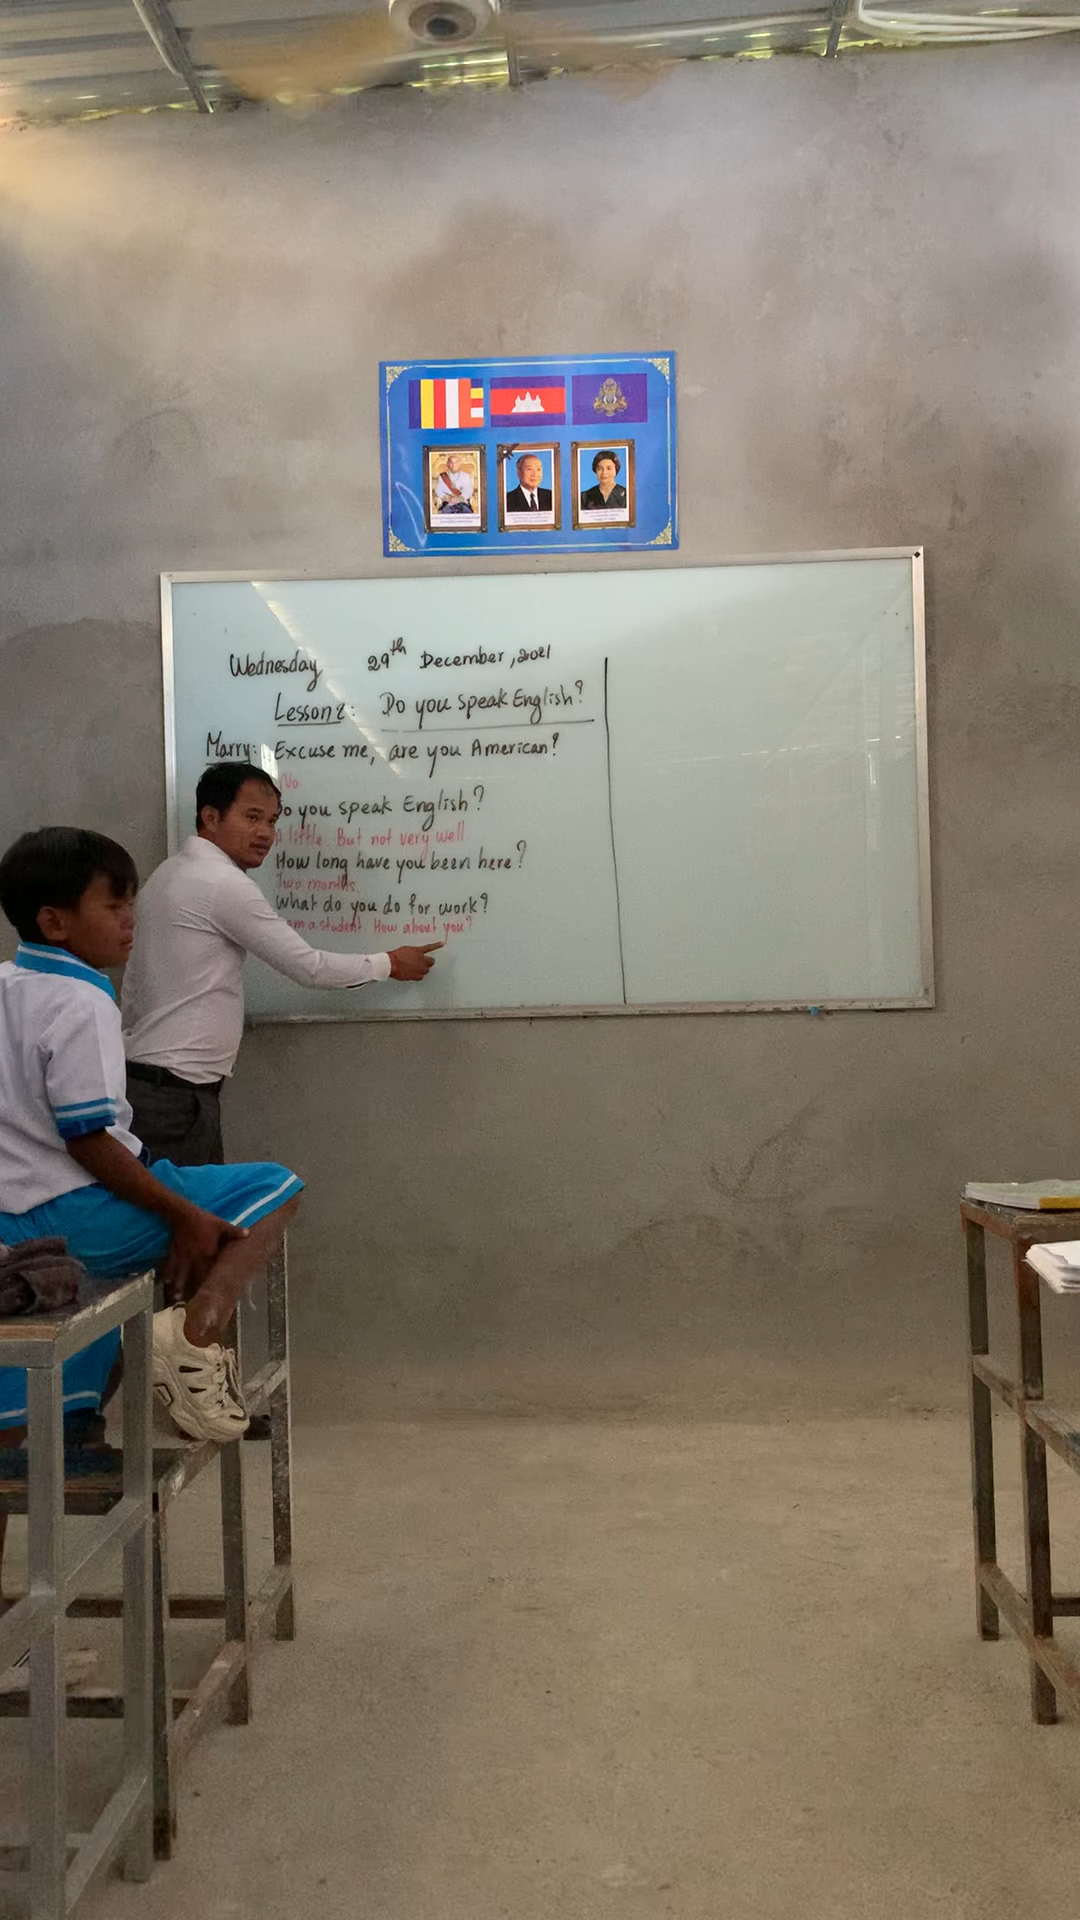 Wednesday 29th December, 2021
Lesson 2: Do you speak English?
Marry: Excuse me, are you American?
No
Do you speak English?
A little. But not very well
How long have you been here?
Two months.
What do you do for work?
am a student. How about you?